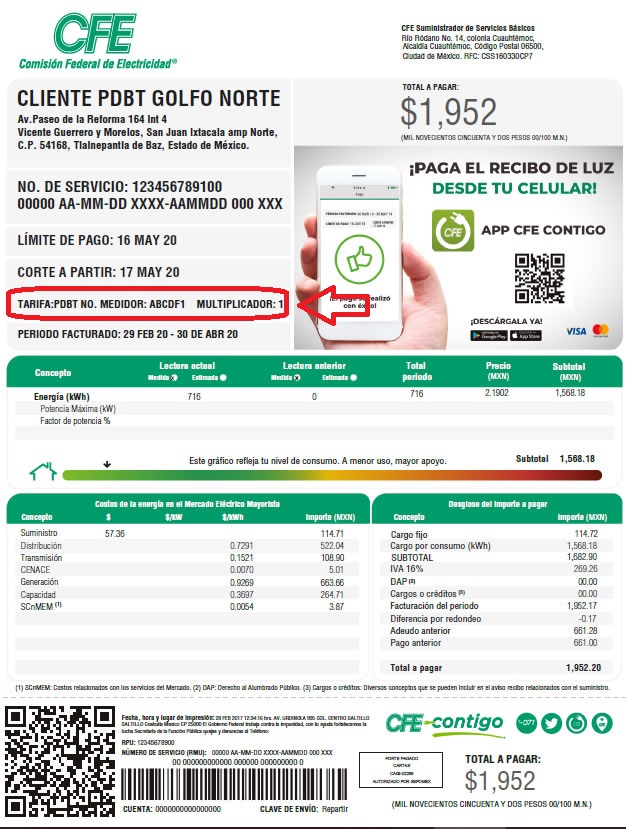 CFE
Comisión Federal de Electricidad®
CFE Suministrador de Servicios Básicos
Río Ródano No. 14, colonia Cuauhtémoc,
Alcaldía Cuauhtémoc, Código Postal 06500,
Ciudad de México. RFC: CSS160330CP7
CLIENTE PDBT GOLFO NORTE
Av.Paseo de la Reforma 164 Int 4
Vicente Guerrero y Morelos, San Juan Ixtacala amp Norte,
C.P. 54168, Tlalnepantla de Baz, Estado de México.
TOTAL A PAGAR:
$1,952
(MIL NOVECIENTOS CINCUENTA Y DOS PESOS 00/100 M.N.)
NO. DE SERVICIO: 123456789100
00000 AA-MM-DD XXXX-AAMMDD 000 XXX
LÍMITE DE PAGO: 16 MAY 20
CORTE A PARTIR: 17 MAY 20
TARIFA:PDBT NO. MEDIDOR: ABCDF1 MULTIPLICADOR: 1
PERIODO FACTURADO: 29 FEB 20 - 30 DE ABR 20
¡PAGA EL RECIBO DE LUZ
DESDE TU CELULAR!
CFE
APP CFE CONTIGO
realizó
con éxito!
¡DESCÁRGALA YA!
Google Play
App Store
VISA
Concepto
Lectura actual
Medida Estimada
Lectura anterior
Medida Estimada
Total
periodo
Precio
(MXN)
Subtotal
(MXN)
Energía (kWh) 716 0 716 2.1902 1,568.18
Potencia Máxima (kW)
Factor de potencia %
Este gráfico refleja tu nivel de consumo. A menor uso, mayor apoyo.
Subtotal 1,568.18
Costos de la energía en el Mercado Eléctrico Mayorista
Concepto $ $/kW $/kWh Importe (MXN)
Suministro 57.36 114.71
Distribución 0.7291 522.04
Transmisión 0.1521 108.90
CENACE 0.0070 5.01
Generación 0.9269 663.66
Capacidad 0.3697 264.71
SCnMEM (1) 0.0054 3.87
Desglose del importe a pagar
Concepto Importe (MXN)
Cargo fijo 114.72
Cargo por consumo (kWh) 1,568.18
SUBTOTAL 1,682.90
IVA 16% 269.26
DAP (2) 00.00
Cargos o créditos (3) 00.00
Facturación del periodo 1,952.17
Diferencia por redondeo -0.17
Adeudo anterior 661.28
Pago anterior 661.00
Total a pagar 1,952.20
(1) SCnMEM: Costos relacionados con los servicios del Mercado. (2) DAP: Derecho al Alumbrado Público. (3) Cargos o créditos: Diversos conceptos que se pueden incluir en el aviso recibo relacionados con el suministro.
Fecha, hora y lugar de impresión: 28 FEB 2017 12:34:16 hrs. AV. URDINOLA 995 COL. CENTRO SALTILLO
SALTILLO Coahuila Mexico CP 25000 El Gobierno Federal trabaja contra la impunidad, con tu ayuda fortalecemos la
lucha Secretaría de la Función Pública quejas y denuncias al Teléfono:
RPU: 12345678900
NÚMERO DE SERVICIO (RMU): 00000 AA-MM-DD XXXX-AAMMDD 000 XXX
00 000000000000 000000 000000000 0
CUENTA: 0000000000000000
CLAVE DE ENVÍO: Repartir
CFE contigo
071
PORTE PAGADO
CARTAS
CA09-02299
AUTORIZADO POR SEPOMEX
TOTAL A PAGAR:
$1,952
(MIL NOVECIENTOS CINCUENTA Y DOS PESOS 00/100 M.N.)